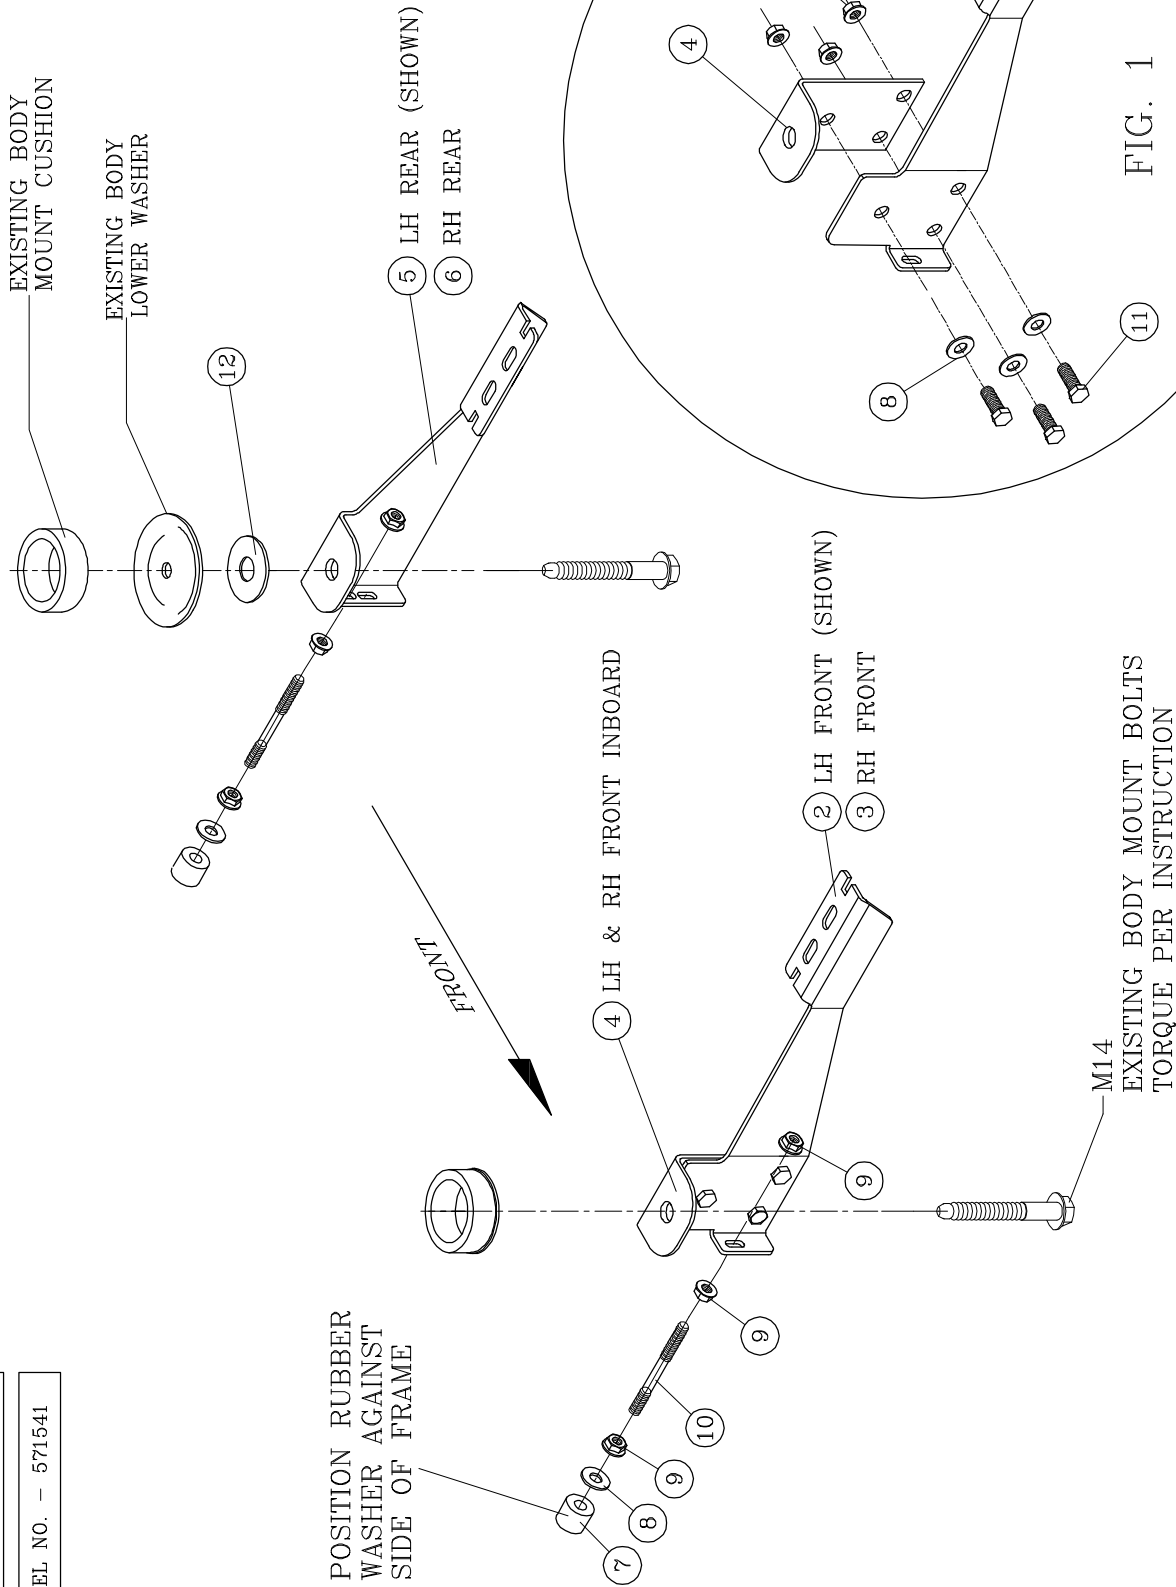 EL NO. - 571541
POSITION RUBBER
WASHER AGAINST
SIDE OF FRAME
7
8
9
10
9
9
4 LH & RH FRONT INBOARD
2 LH FRONT (SHOWN)
3 RH FRONT
M14
EXISTING BODY MOUNT BOLTS
TORQUE PER INSTRUCTION
FRONT
EXISTING BODY
MOUNT CUSHION
EXISTING BODY
LOWER WASHER
12
5 LH REAR (SHOWN)
6 RH REAR
4
8
11
FIG. 1